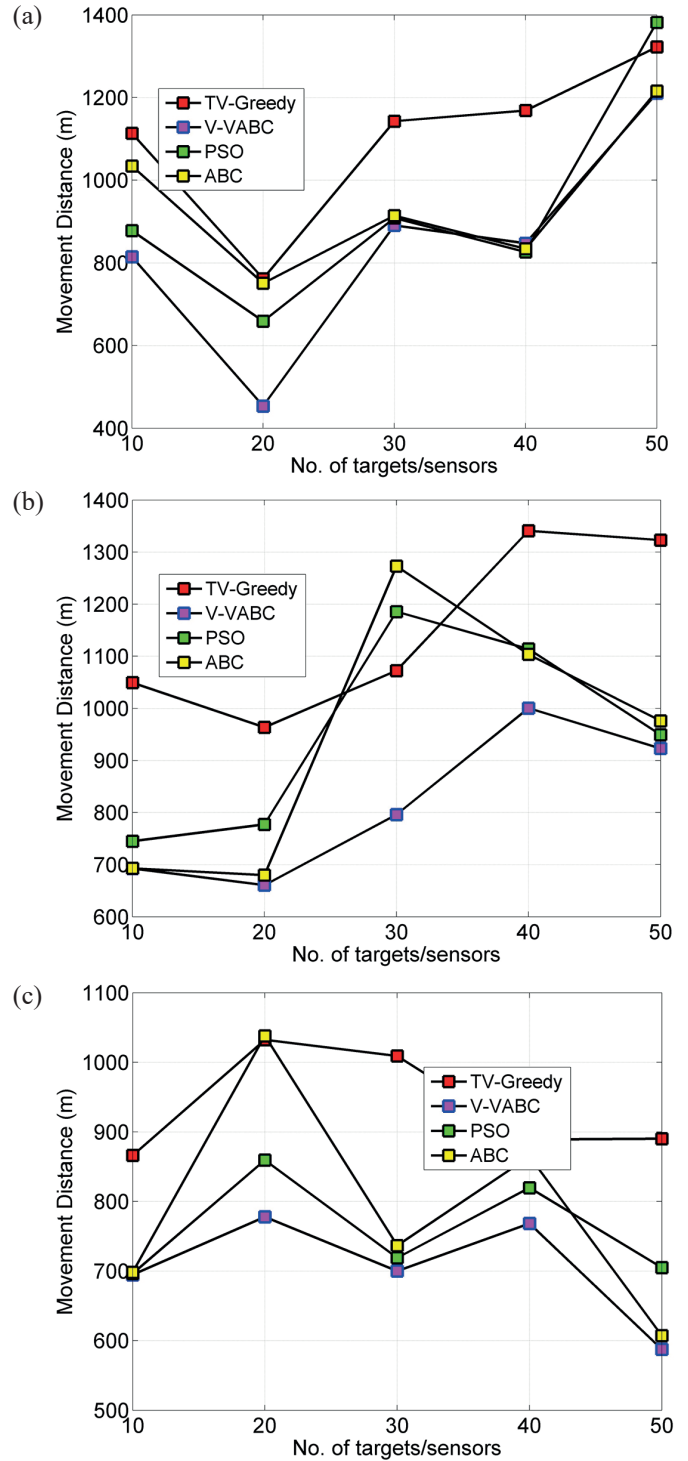 (a)
1400
1200
1000
800
600
400
Movement Distance (m)
TV-Greedy
V-VABC
PSO
ABC
10 20 30 40 50
No. of targets/sensors
(b)
1400
1300
1200
1100
1000
900
800
700
600
Movement Distance (m)
TV-Greedy
V-VABC
PSO
ABC
10 20 30 40 50
No. of targets/sensors
(c)
1100
1000
900
800
700
600
500
Movement Distance (m)
TV-Greedy
V-VABC
PSO
ABC
10 20 30 40 50
No. of targets/sensors